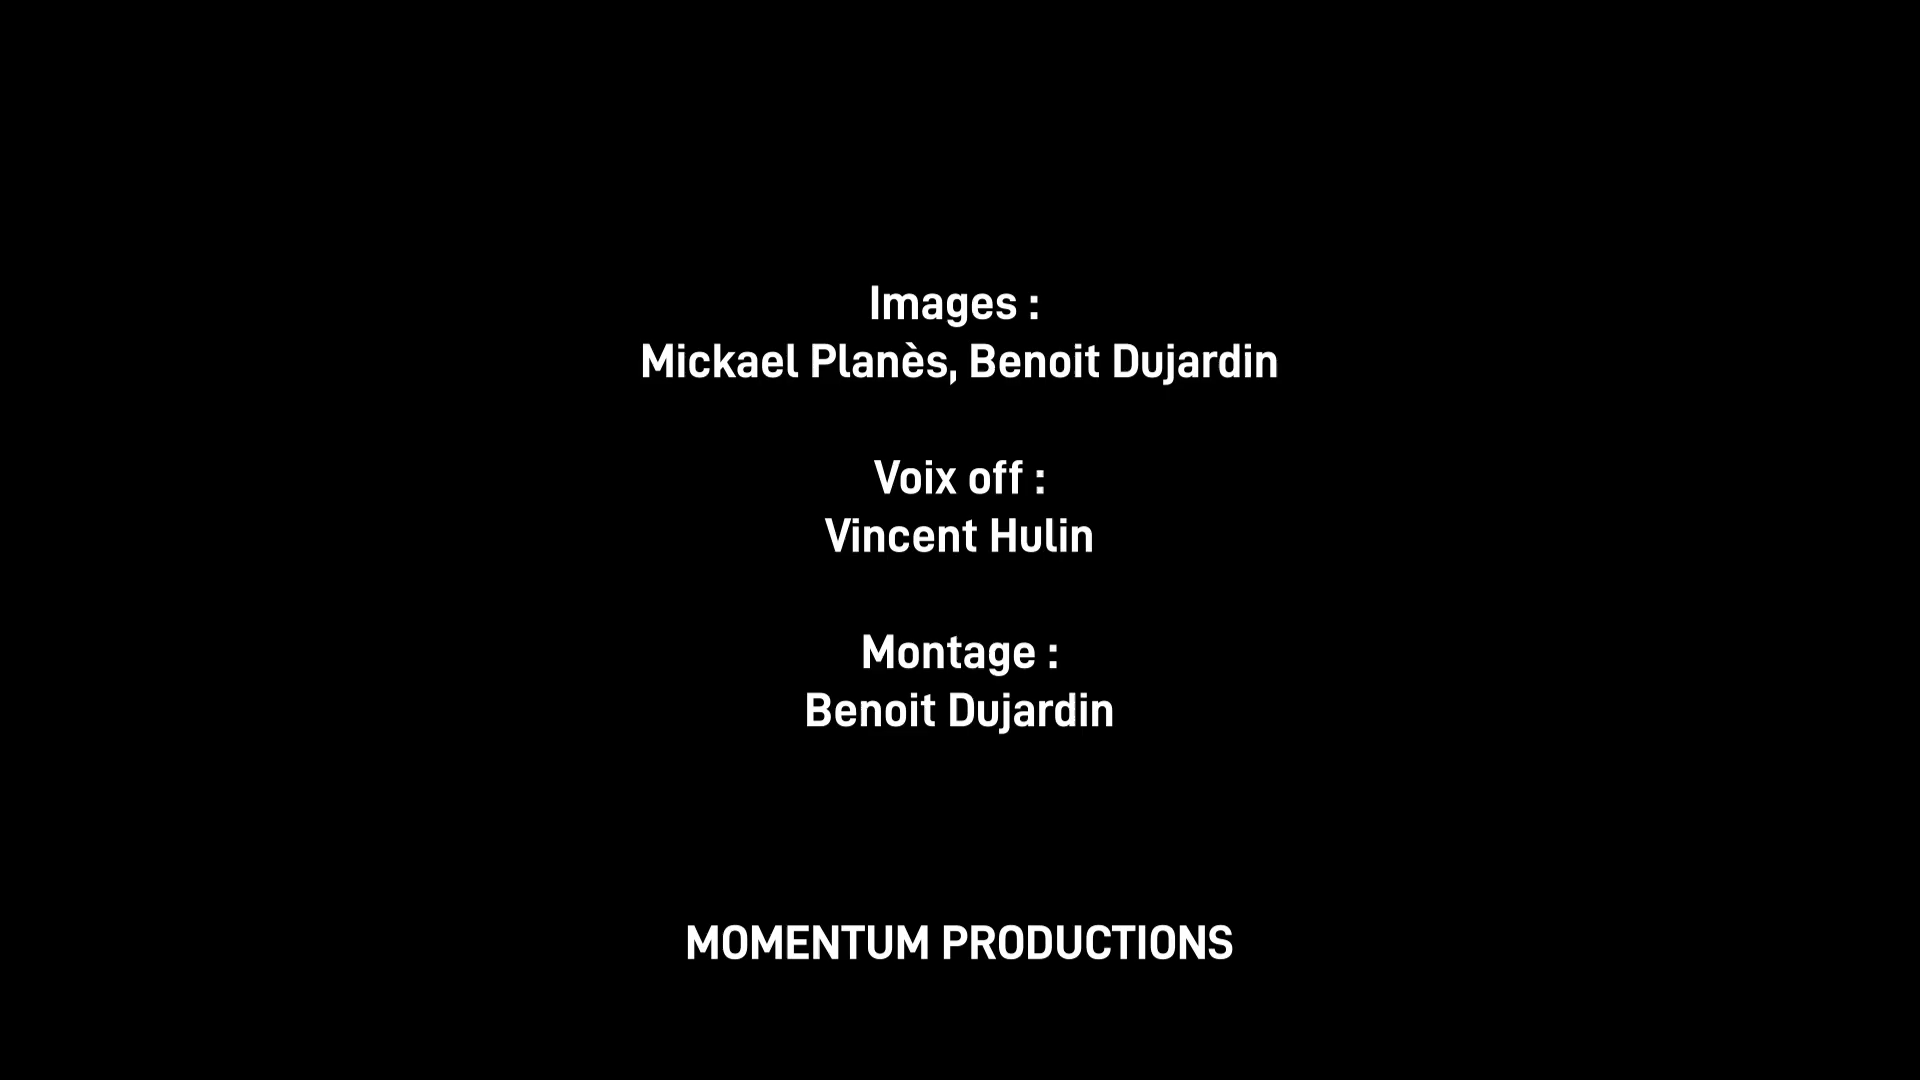 Images :
Mickael Planès, Benoit Dujardin
Voix off :
Vincent Hulin
Montage :
Benoit Dujardin
MOMENTUM PRODUCTIONS